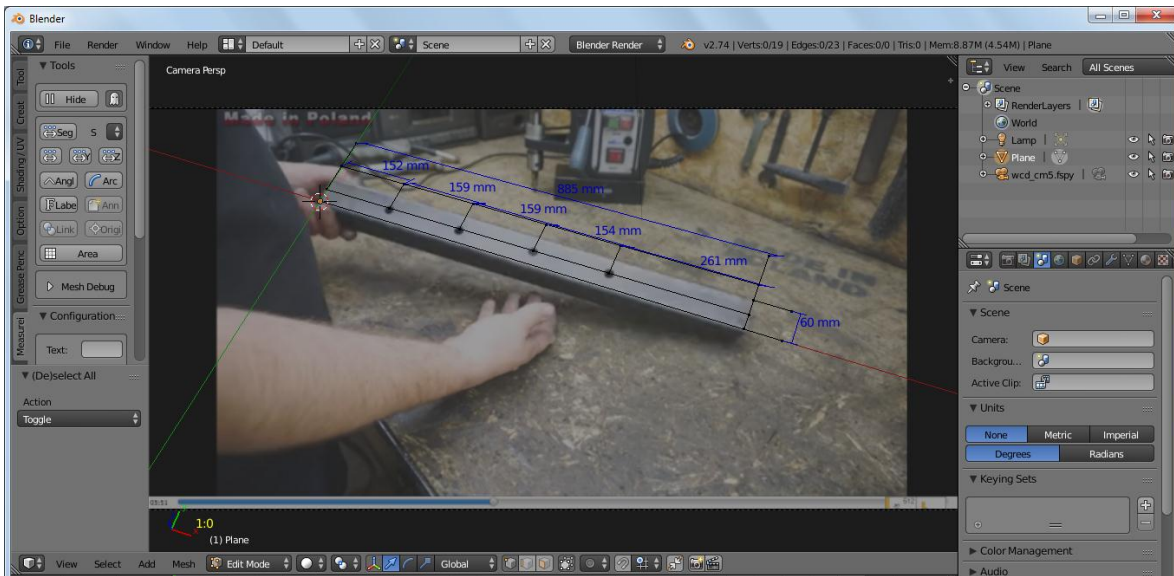 Blender
File Render Window Help Default Scene Blender Render v2.74 | Verts:0/19 | Edges:0/23 | Faces:0/0 | Tris:0 | Mem:8.87M (4.54M) | Plane
Tool
Creat
Shading / UV
Option
Grease Penc
Measurei
Tools
Hide
Seg S
Y Z
Angl Arc
Labe Ann
Link Origi
Area
Mesh Debug
Configuration
Text:
(De)select All
Action
Toggle
Camera Persp
Made in Poland
152 mm
159 mm
885 mm
159 mm
154 mm
261 mm
60 mm
03:51
1:0
(1) Plane
View Select Add Mesh Edit Mode Global
View Search All Scenes
Scene
RenderLayers
World
Lamp
Plane
wcd_cm5.fspy
Scene
Scene
Camera:
Backgrou...
Active Clip:
Units
None Metric Imperial
Degrees Radians
Keying Sets
Color Management
Audio